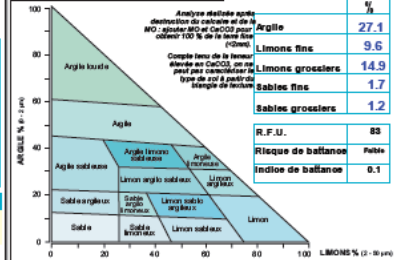 Analyse réalisée après
destruction du calcaire et de la
MO : ajouter MO et CaCO3 pour
obtenir 100 % de la terre fine
(<2mm).
Compte tenu de la teneur
élevée en CaCO3, on ne
peut pas caractériser le
type de sol à partir du
triangle de texture
%
Argile 27.1
Limons fins 9.6
Limons grossiers 14.9
Sables fins 1.7
Sables grossiers 1.2
R.F.U. 83
Risque de battance Faible
Indice de battance 0.1
ARGILE % (0 - 2 µm)
100
80
60
40
20
0
Argile lourde
Argile
Argile sableuse
Argile limono
sableuse
Argile
limoneuse
Limon argilo sableux
Limon
argileux
Sable argileux
Sable
argilo
limoneux
Limon sablo
argileux
Sable
Sable
limoneux
Limon sableux
Limon
0 20 40 60 80 100
LIMONS % (2 - 50 µm)